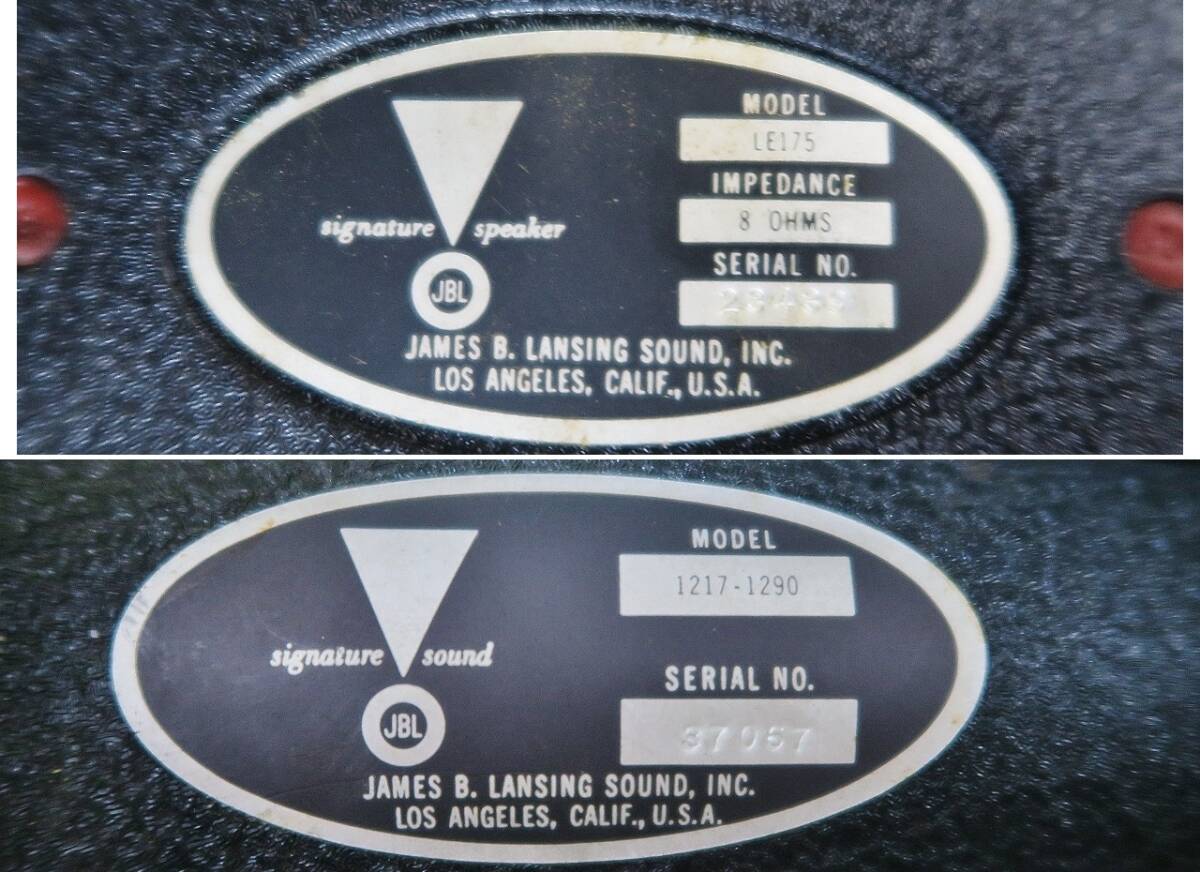 MODEL
LE175
IMPEDANCE
8 OHMS
signature speaker
SERIAL NO.
JBL
JAMES B. LANSING SOUND, INC.
LOS ANGELES, CALIF., U.S.A.
MODEL
1217-1290
signature sound
SERIAL NO.
37067
JBL
JAMES B. LANSING SOUND, INC.
LOS ANGELES, CALIF., U.S.A.